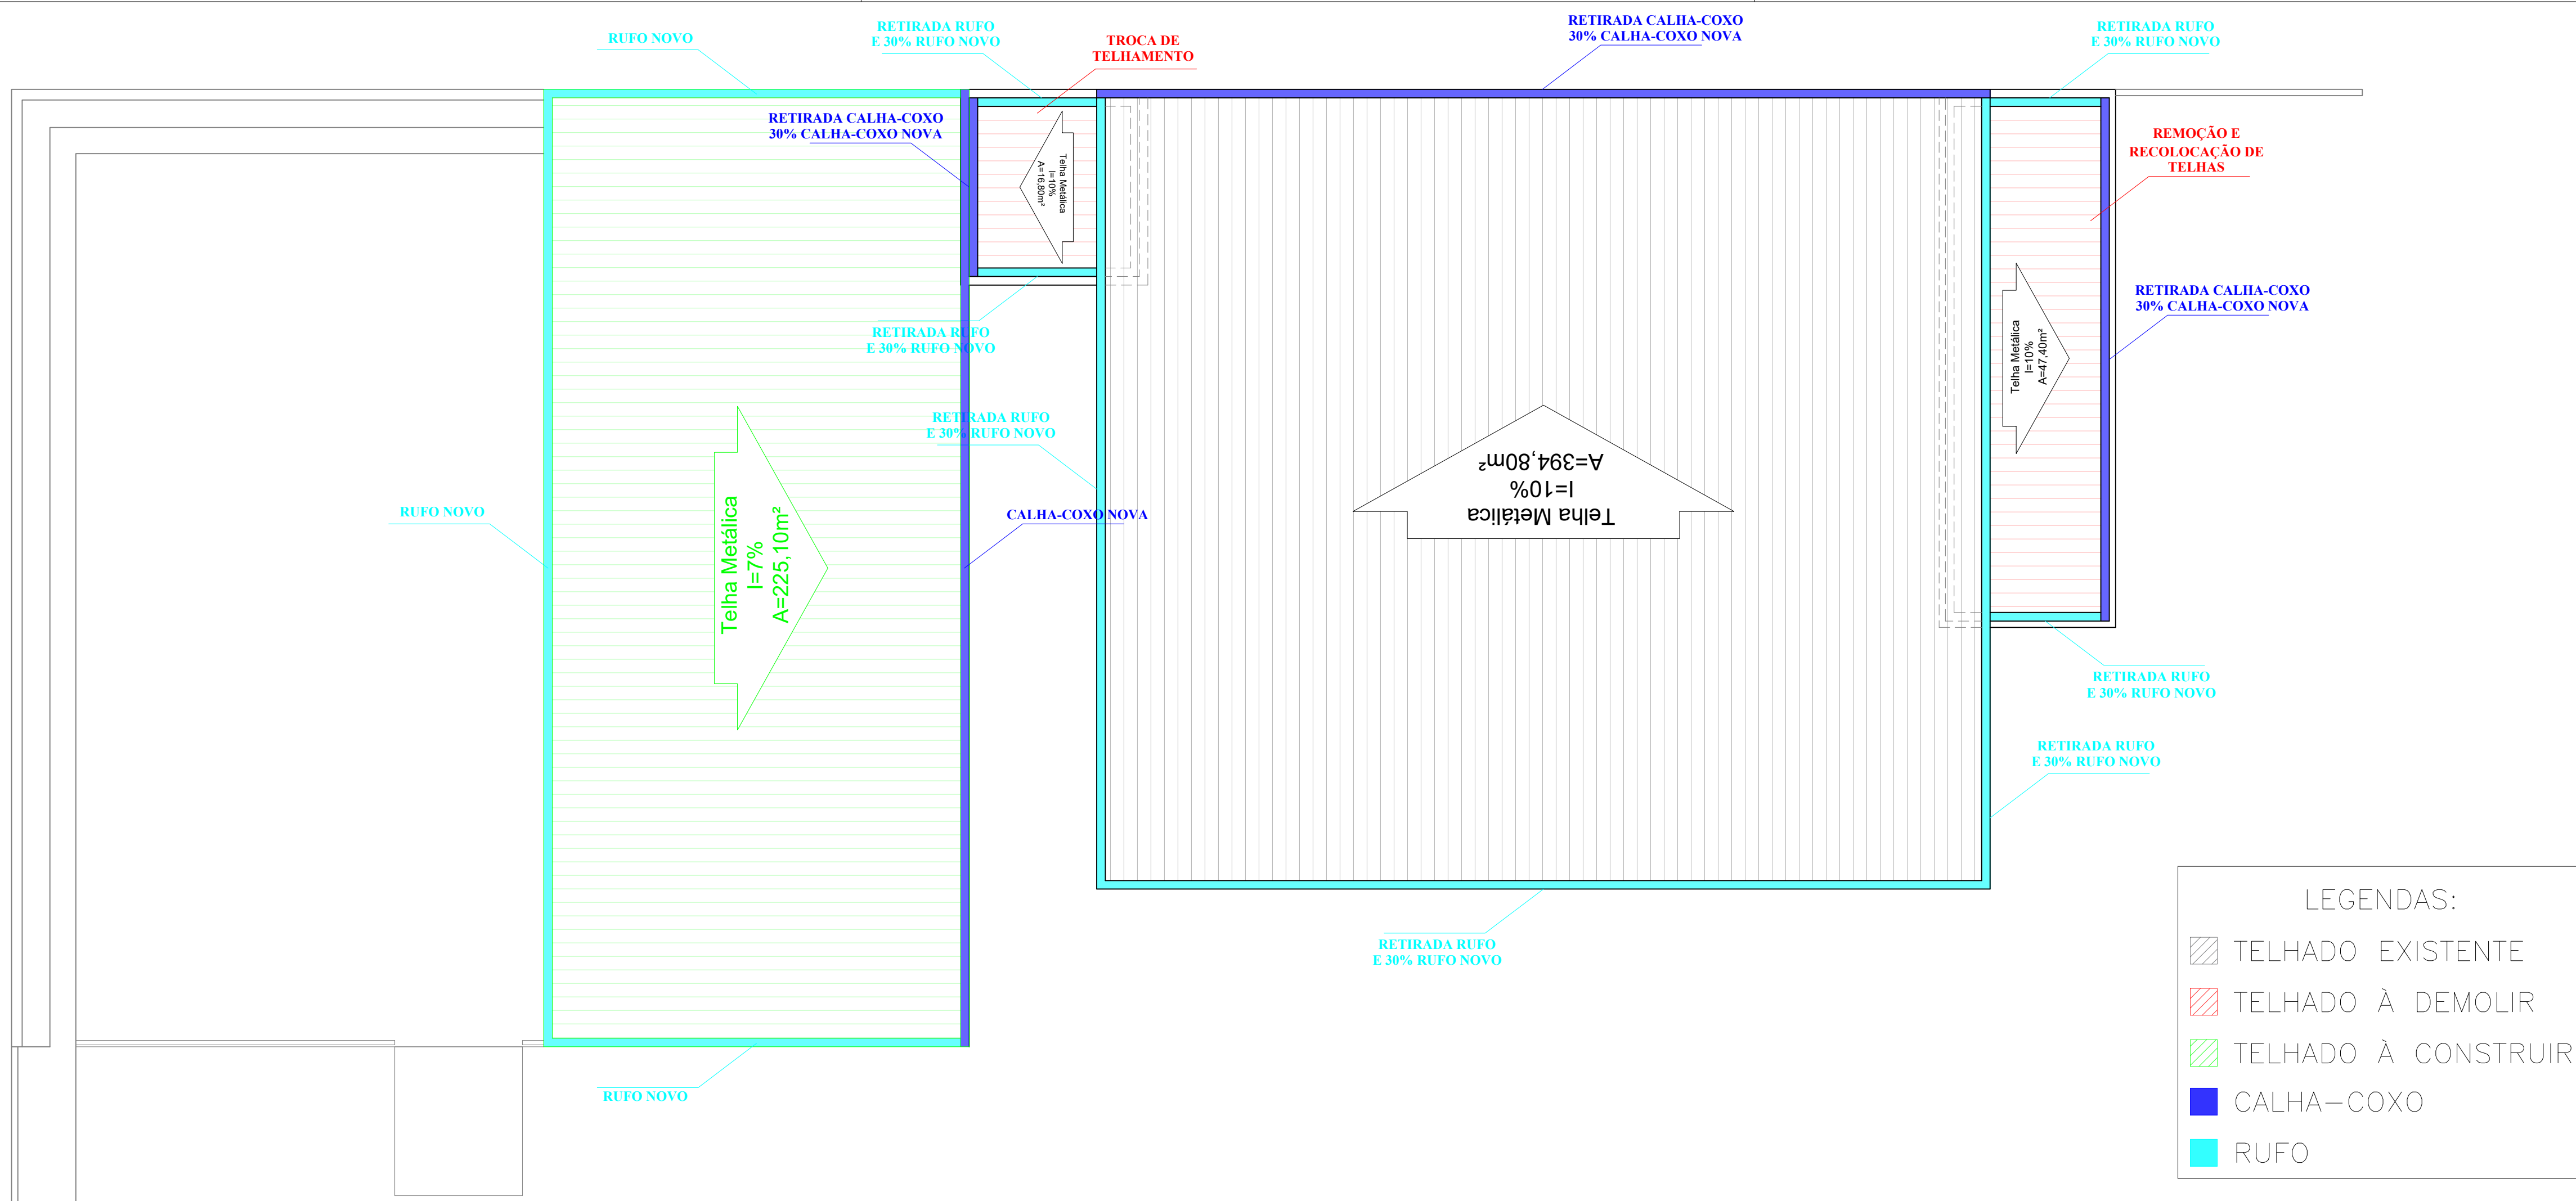 RETIRADA RUFO
E 30% RUFO NOVO
RUFO NOVO
TROCA DE
TELHAMENTO
RETIRADA CALHA-COXO
30% CALHA-COXO NOVA
RETIRADA RUFO
E 30% RUFO NOVO
RETIRADA CALHA-COXO
30% CALHA-COXO NOVA
Telha Metálica
I=10%
A=16,80m²
REMOÇÃO E
RECOLOCAÇÃO DE
TELHAS
RETIRADA CALHA-COXO
30% CALHA-COXO NOVA
Telha Metálica
I=10%
A=47,40m²
RETIRADA RUFO
E 30% RUFO NOVO
RETIRADA RUFO
E 30% RUFO NOVO
RUFO NOVO
Telha Metálica
I=7%
A=225,10m²
CALHA-COXO NOVA
Telha Metálica
I=10%
A=394,80m²
RETIRADA RUFO
E 30% RUFO NOVO
RETIRADA RUFO
E 30% RUFO NOVO
RETIRADA RUFO
E 30% RUFO NOVO
RUFO NOVO
LEGENDAS:
TELHADO EXISTENTE
TELHADO À DEMOLIR
TELHADO À CONSTRUIR
CALHA-COXO
RUFO